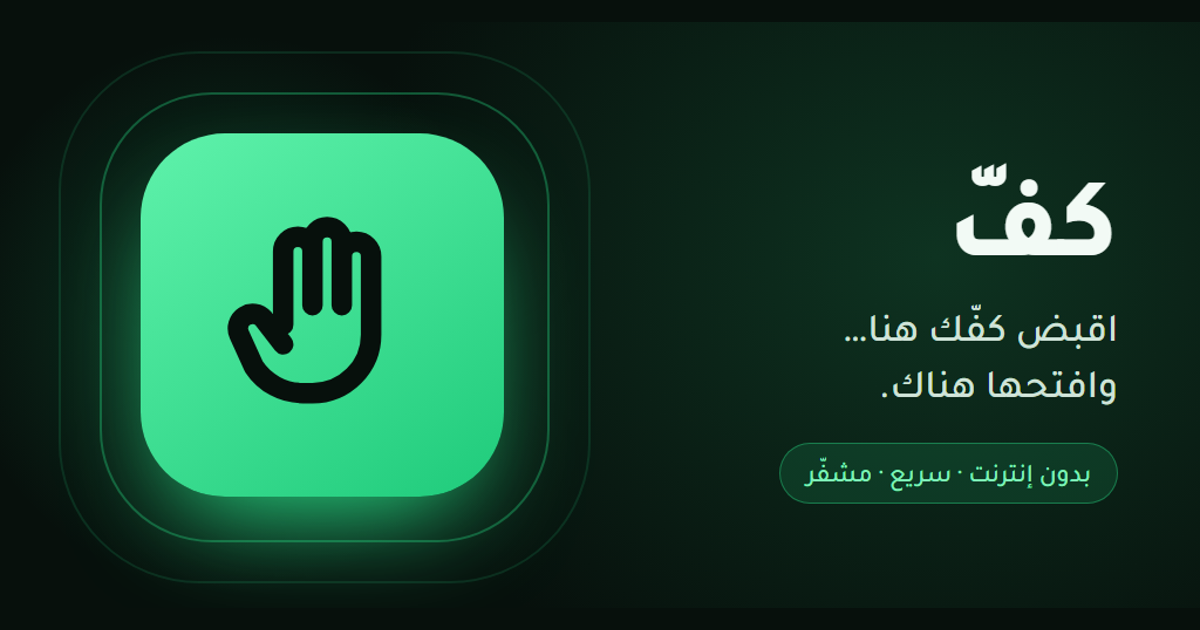 كفّ
اقبض كفّك هنا...
وافتحها هناك.
بدون إنترنت · سريع · مشفّر